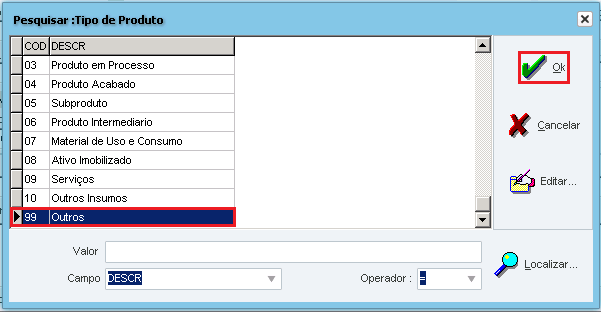 Pesquisar :Tipo de Produto
COD DESCR
03 Produto em Processo
04 Produto Acabado
05 Subproduto
06 Produto Intermediario
07 Material de Uso e Consumo
08 Ativo Imobilizado
09 Serviços
10 Outros Insumos
99 Outros
Ok
Cancelar
Editar...
Valor
Campo DESCR Operador : =
Localizar...